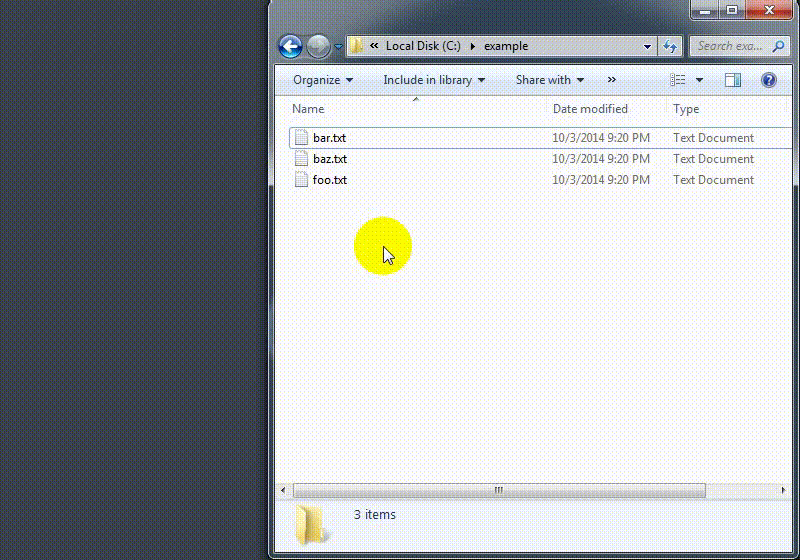 « Local Disk (C:) example Search exa...
Organize Include in library Share with »
Name Date modified Type
bar.txt 10/3/2014 9:20 PM Text Document
baz.txt 10/3/2014 9:20 PM Text Document
foo.txt 10/3/2014 9:20 PM Text Document
3 items